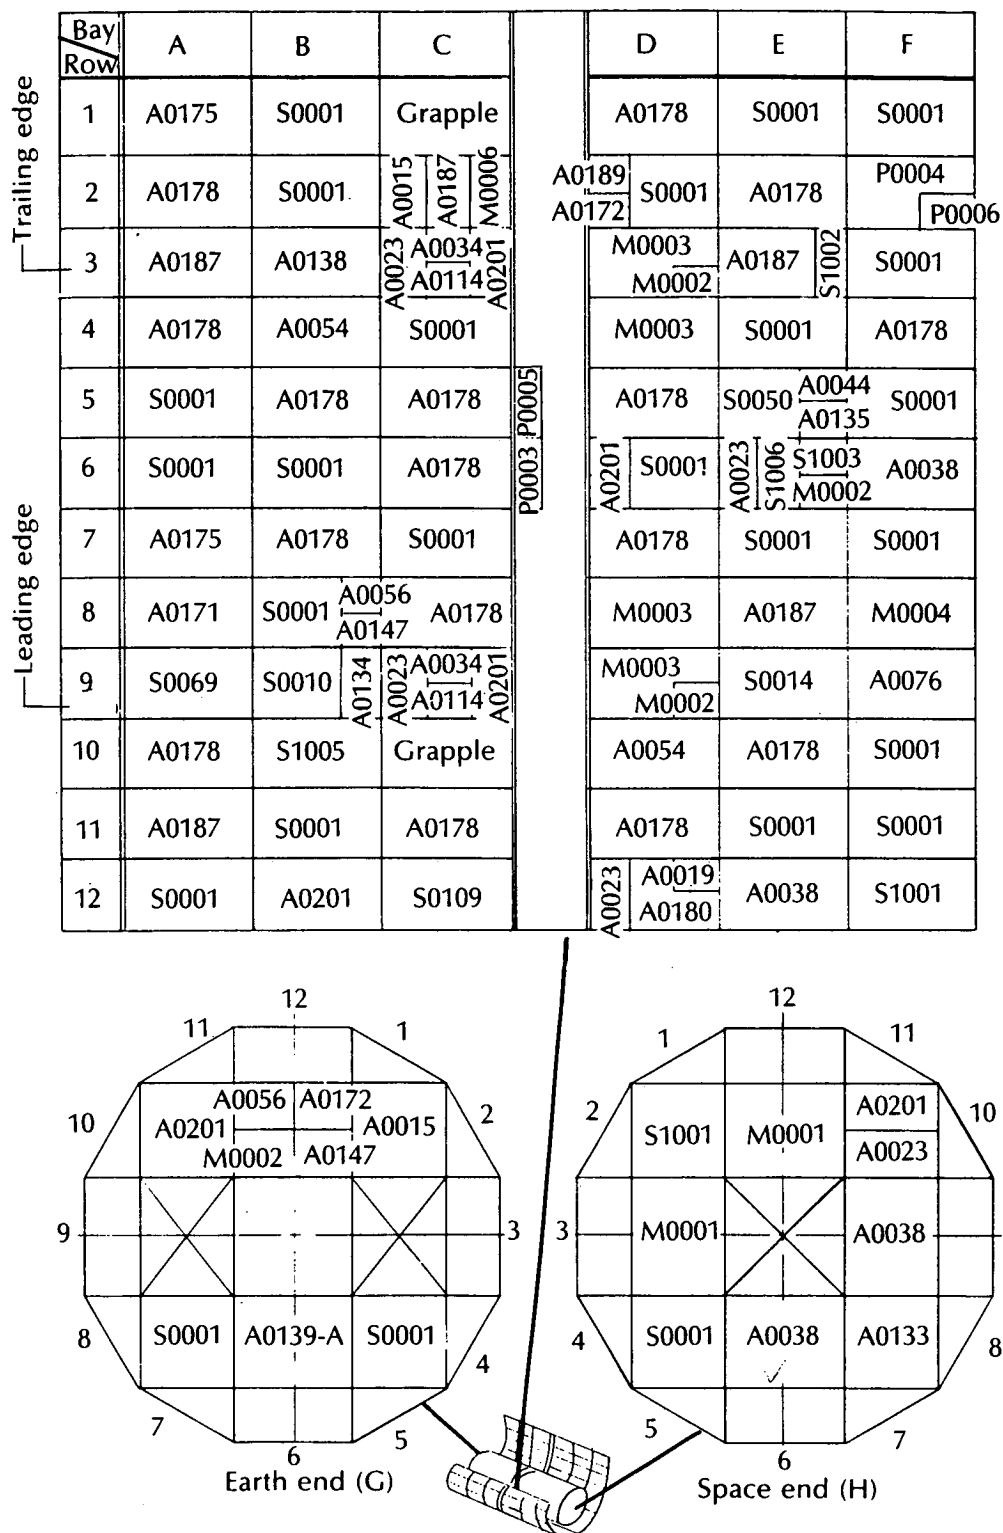 Bay A B C D E F
Row
Trailing edge
Leading edge
1 A0175 S0001 Grapple A0178 S0001 S0001
2 A0178 S0001 A0015 A0187 M0006 A0189 A0172 S0001 A0178 P0004 P0006
3 A0187 A0138 A0023 A0034 A0114 A0201 M0003 M0002 A0187 S1002 S0001
4 A0178 A0054 S0001 M0003 S0001 A0178
5 S0001 A0178 A0178 P0005 A0178 S0050 A0044 A0135 S0001
6 S0001 S0001 A0178 P0003 A0201 S0001 A0023 S1006 S1003 M0002 A0038
7 A0175 A0178 S0001 A0178 S0001 S0001
8 A0171 S0001 A0056 A0147 A0178 M0003 A0187 M0004
9 S0069 S0010 A0134 A0023 A0034 A0114 A0201 M0003 M0002 S0014 A0076
10 A0178 S1005 Grapple A0054 A0178 S0001
11 A0187 S0001 A0178 A0178 S0001 S0001
12 S0001 A0201 S0109 A0023 A0019 A0180 A0038 S1001
12
11 1
10 2
A0056 A0172
A0201 A0015
M0002 A0147
9 3
8 4
S0001 A0139-A S0001
7 5
6
Earth end (G)
12
1 11
2 10
A0201
S1001 M0001
A0023
3 M0001 A0038
4 8
S0001 A0038 A0133
5 7
6
Space end (H)